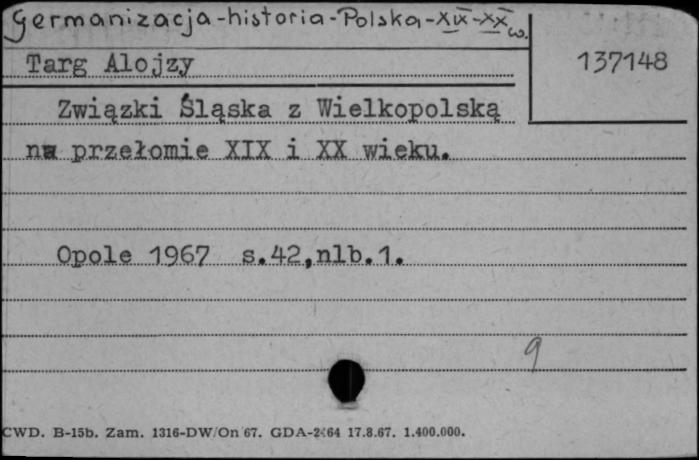 Germanizacja-historia-Polska-XIX-XX w.
137148
Targ Alojzy
Związki Śląska z Wielkopolską
na przełomie XIX i XX wieku.
Opole 1967 s.42,nlb.1.
9
CWD. B-15b. Zam. 1316-DW/On 67. GDA-2464 17.8.67. 1.400.000.